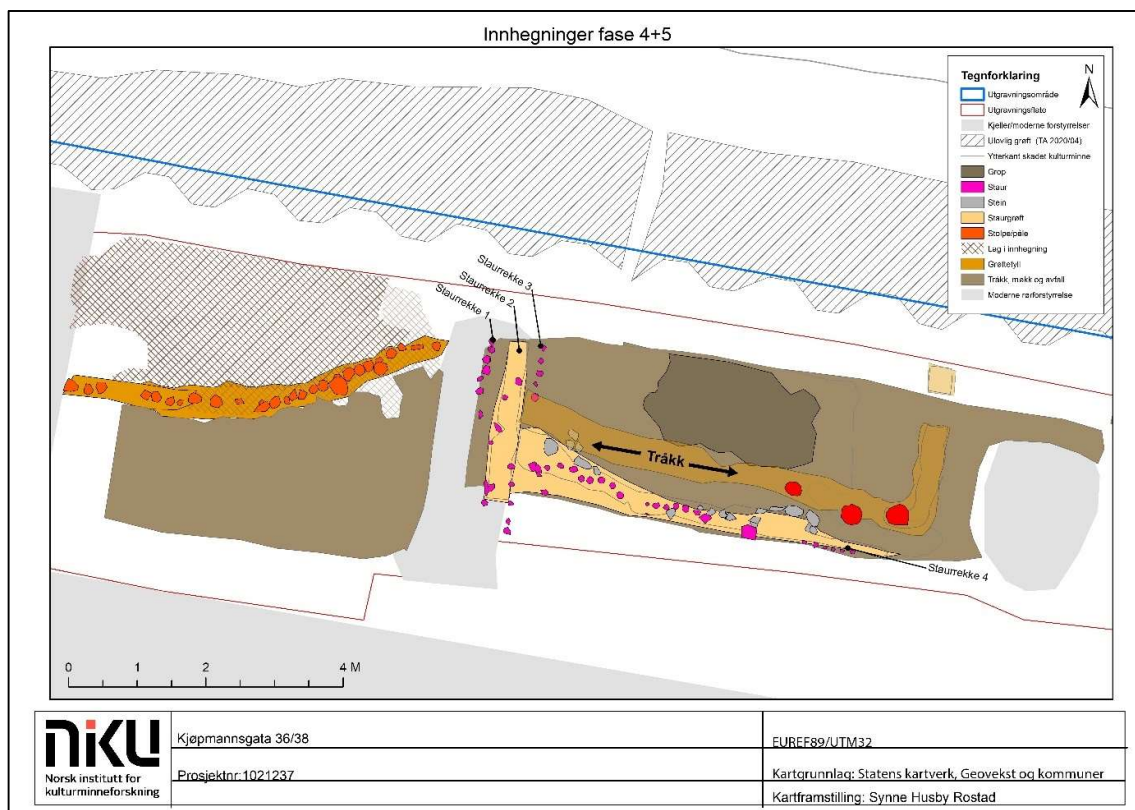 Innhegninger fase 4+5
Tegnforklaring
N
Utgravningsområde
Utgravningsflate
Kjeller/moderne forstyrrelser
Ulovlig grøft (TA 2020/04)
Ytterkant skadet kulturminne
Grop
Staur
Stein
Staurgrøft
Stolpe/påle
Lag i innhegning
Grøftefyll
Tråkk, møkk og avfall
Moderne rørforstyrrelse
Staurrekke 3
Staurrekke 2
Staurrekke 1
Tråkk
Staurrekke 4
0 1 2 4 M
NIKU
Norsk institutt for
kulturminneforskning
Kjøpmannsgata 36/38
Prosjektnr:1021237
EUREF89/UTM32
Kartgrunnlag: Statens kartverk, Geovekst og kommuner
Kartframstilling: Synne Husby Rostad